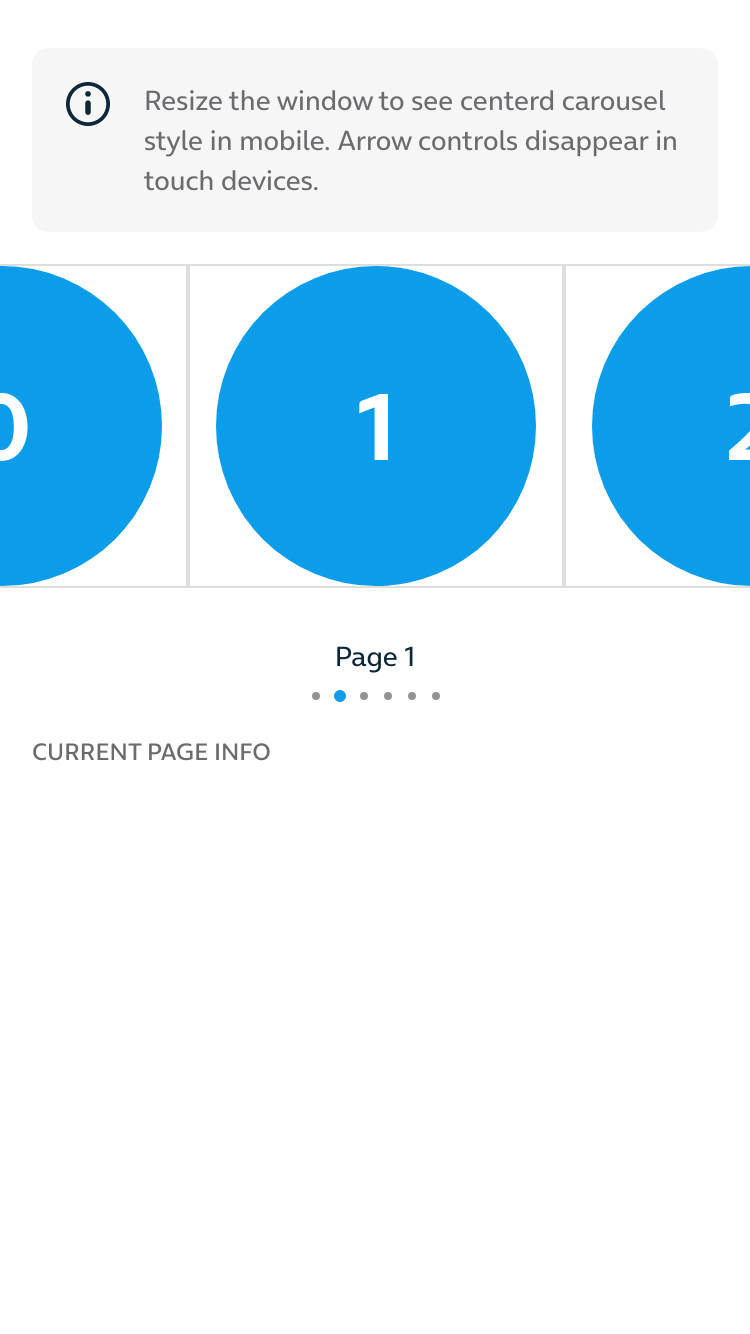 Resize the window to see centerd carousel
style in mobile. Arrow controls disappear in
touch devices.
0 1 2
Page 1
CURRENT PAGE INFO